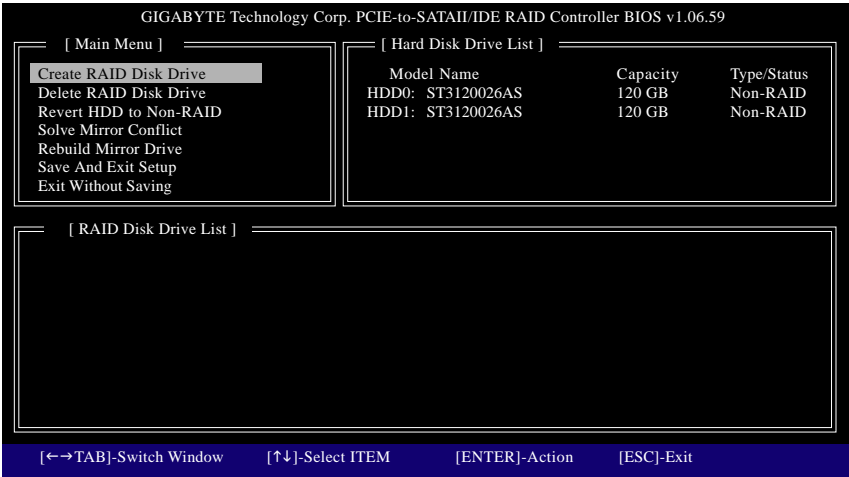 GIGABYTE Technology Corp. PCIE-to-SATAII/IDE RAID Controller BIOS v1.06.59
[ Main Menu ]
Create RAID Disk Drive
Delete RAID Disk Drive
Revert HDD to Non-RAID
Solve Mirror Conflict
Rebuild Mirror Drive
Save And Exit Setup
Exit Without Saving
[ Hard Disk Drive List ]
Model Name Capacity Type/Status
HDD0: ST3120026AS 120 GB Non-RAID
HDD1: ST3120026AS 120 GB Non-RAID
[ RAID Disk Drive List ]
[←→TAB]-Switch Window [↑↓]-Select ITEM [ENTER]-Action [ESC]-Exit